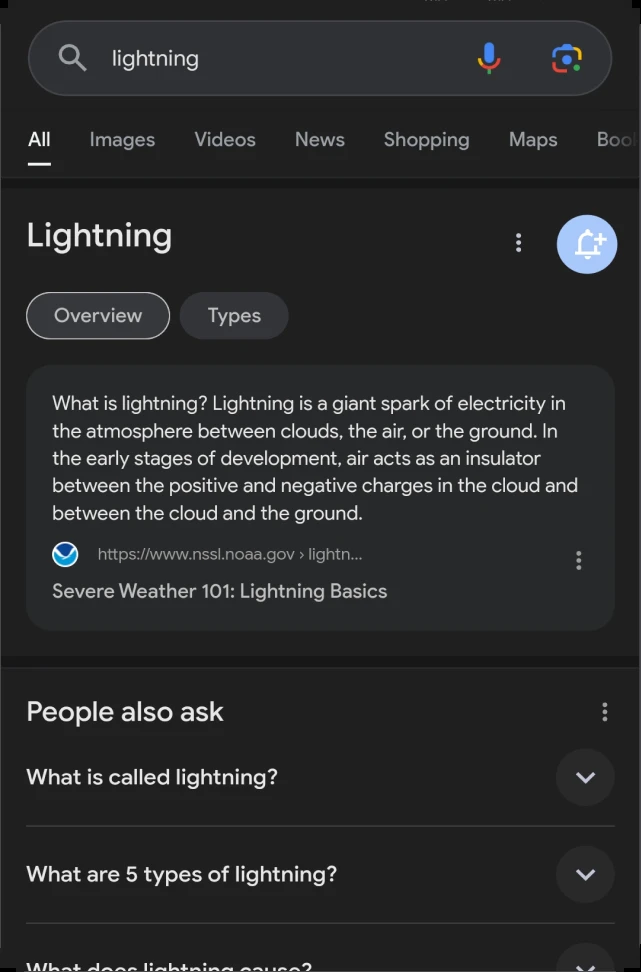 lightning
All Images Videos News Shopping Maps Boo
Lightning
Overview Types
What is lightning? Lightning is a giant spark of electricity in
the atmosphere between clouds, the air, or the ground. In
the early stages of development, air acts as an insulator
between the positive and negative charges in the cloud and
between the cloud and the ground.
https://www.nssl.noaa.gov › lightn...
Severe Weather 101: Lightning Basics
People also ask
What is called lightning?
What are 5 types of lightning?
What does lightning cause?